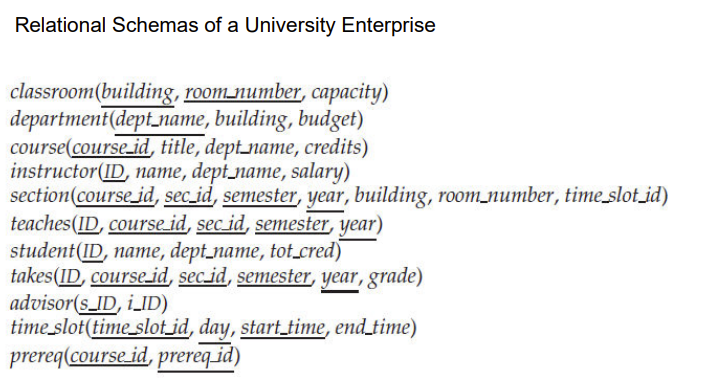 Relational Schemas of a University Enterprise
classroom(building, room_number, capacity)
department(dept_name, building, budget)
course(course_id, title, dept_name, credits)
instructor(ID, name, dept_name, salary)
section(course_id, sec_id, semester, year, building, room_number, time_slot_id)
teaches(ID, course_id, sec_id, semester, year)
student(ID, name, dept_name, tot_cred)
takes(ID, course_id, sec_id, semester, year, grade)
advisor(s_ID, i_ID)
time_slot(time_slot_id, day, start_time, end_time)
prereq(course_id, prereq_id)